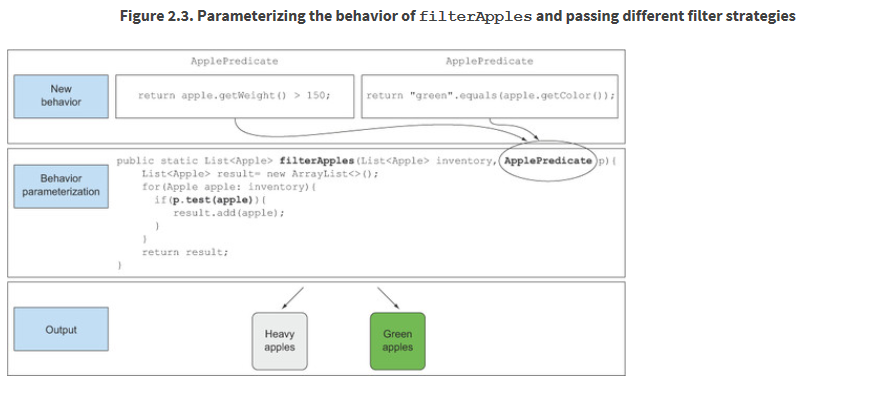 Figure 2.3. Parameterizing the behavior of filterApples and passing different filter strategies
ApplePredicate
ApplePredicate
New
behavior
return apple.getWeight() > 150;
return "green".equals(apple.getColor());
Behavior
parameterization
public static List<Apple> filterApples(List<Apple> inventory, ApplePredicate p){
List<Apple> result= new ArrayList<>();
for(Apple apple: inventory){
if(p.test(apple)){
result.add(apple);
}
}
return result;
}
Output
Heavy
apples
Green
apples